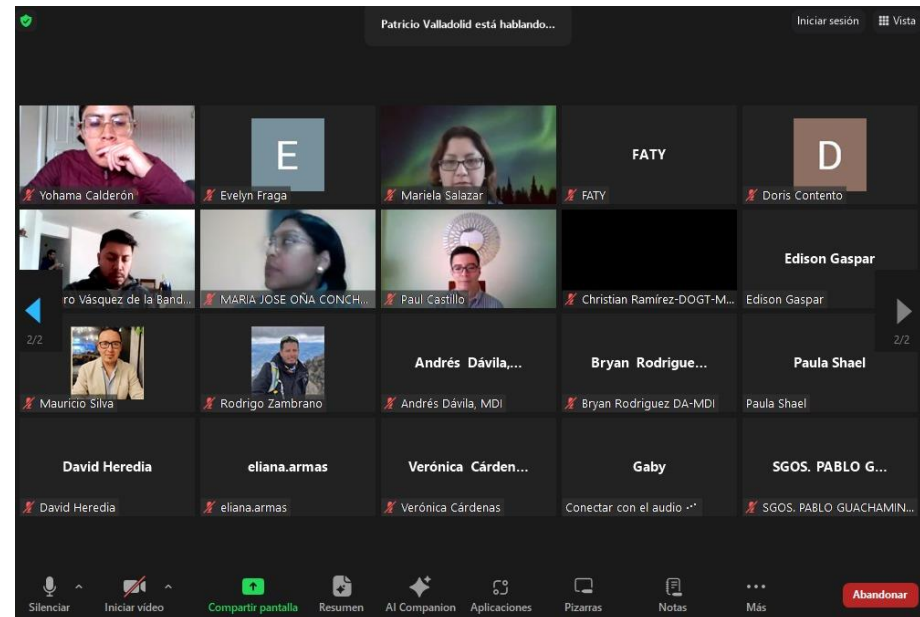 Patricio Valladolid está hablando...
Iniciar sesión
Vista
Yohama Calderón
E
Evelyn Fraga
Mariela Salazar
FATY
FATY
D
Doris Contento
ro Vásquez de la Band...
MARIA JOSE OÑA CONCH...
Paul Castillo
Christian Ramírez-DOGT-M...
Edison Gaspar
Edison Gaspar
2/2
2/2
Mauricio Silva
Rodrigo Zambrano
Andrés Dávila,...
Andrés Dávila, MDI
Bryan Rodrigue...
Bryan Rodriguez DA-MDI
Paula Shael
Paula Shael
David Heredia
David Heredia
eliana.armas
eliana.armas
Verónica Cárden...
Verónica Cárdenas
Gaby
Conectar con el audio
SGOS. PABLO G...
SGOS. PABLO GUACHAMIN...
Silenciar
Iniciar vídeo
Compartir pantalla
Resumen
AI Companion
Aplicaciones
Pizarras
Notas
Más
Abandonar